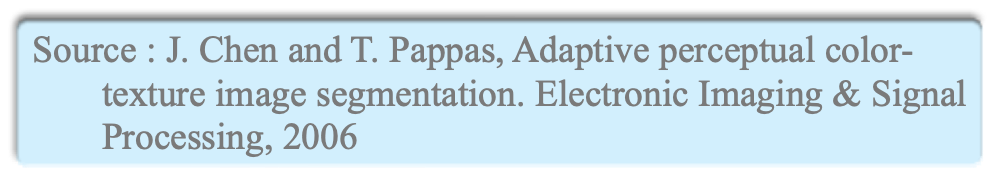 Source : J. Chen and T. Pappas, Adaptive perceptual color-
texture image segmentation. Electronic Imaging & Signal
Processing, 2006